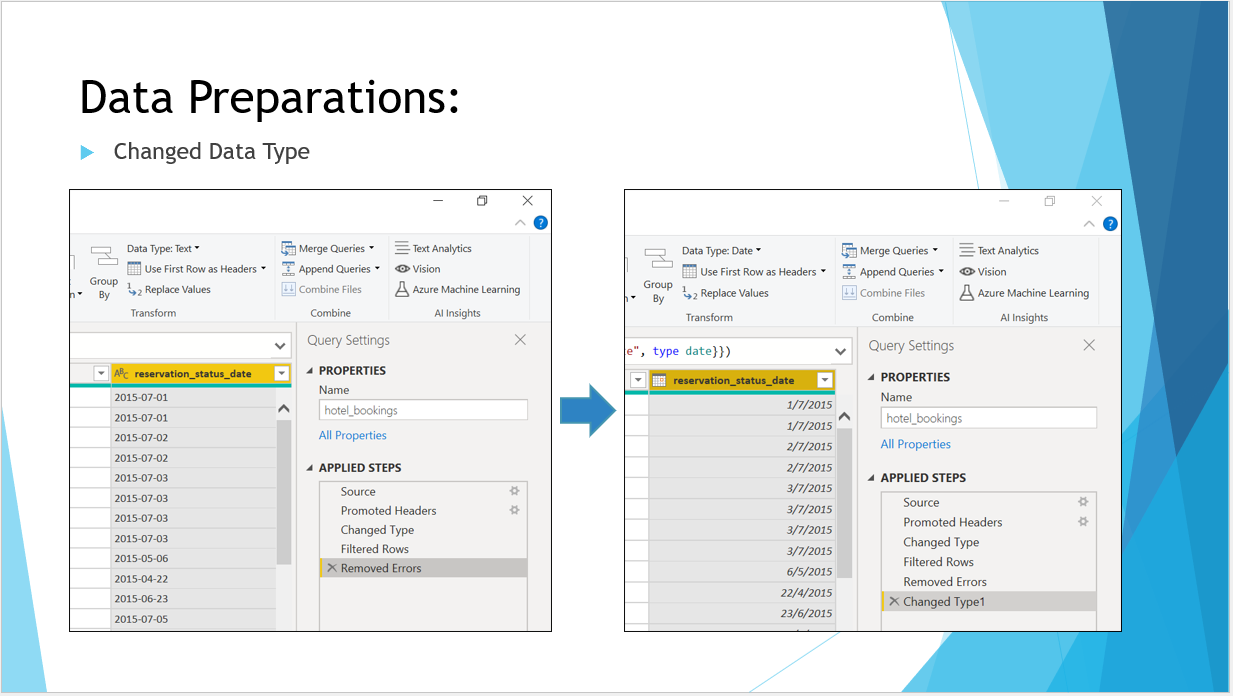 Data Preparations:
Changed Data Type
?
Data Type: Text
Use First Row as Headers
Replace Values
Group
By
n
Transform
Merge Queries
Append Queries
Combine Files
Combine
Text Analytics
Vision
Azure Machine Learning
AI Insights
ABC reservation_status_date
2015-07-01
2015-07-01
2015-07-02
2015-07-02
2015-07-03
2015-07-03
2015-07-03
2015-07-03
2015-05-06
2015-04-22
2015-06-23
2015-07-05
Query Settings
PROPERTIES
Name
hotel_bookings
All Properties
APPLIED STEPS
Source
Promoted Headers
Changed Type
Filtered Rows
Removed Errors
?
Data Type: Date
Use First Row as Headers
Replace Values
Group
By
n
Transform
Merge Queries
Append Queries
Combine Files
Combine
Text Analytics
Vision
Azure Machine Learning
AI Insights
e", type date}})
reservation_status_date
1/7/2015
1/7/2015
2/7/2015
2/7/2015
3/7/2015
3/7/2015
3/7/2015
3/7/2015
6/5/2015
22/4/2015
23/6/2015
Query Settings
PROPERTIES
Name
hotel_bookings
All Properties
APPLIED STEPS
Source
Promoted Headers
Changed Type
Filtered Rows
Removed Errors
Changed Type1